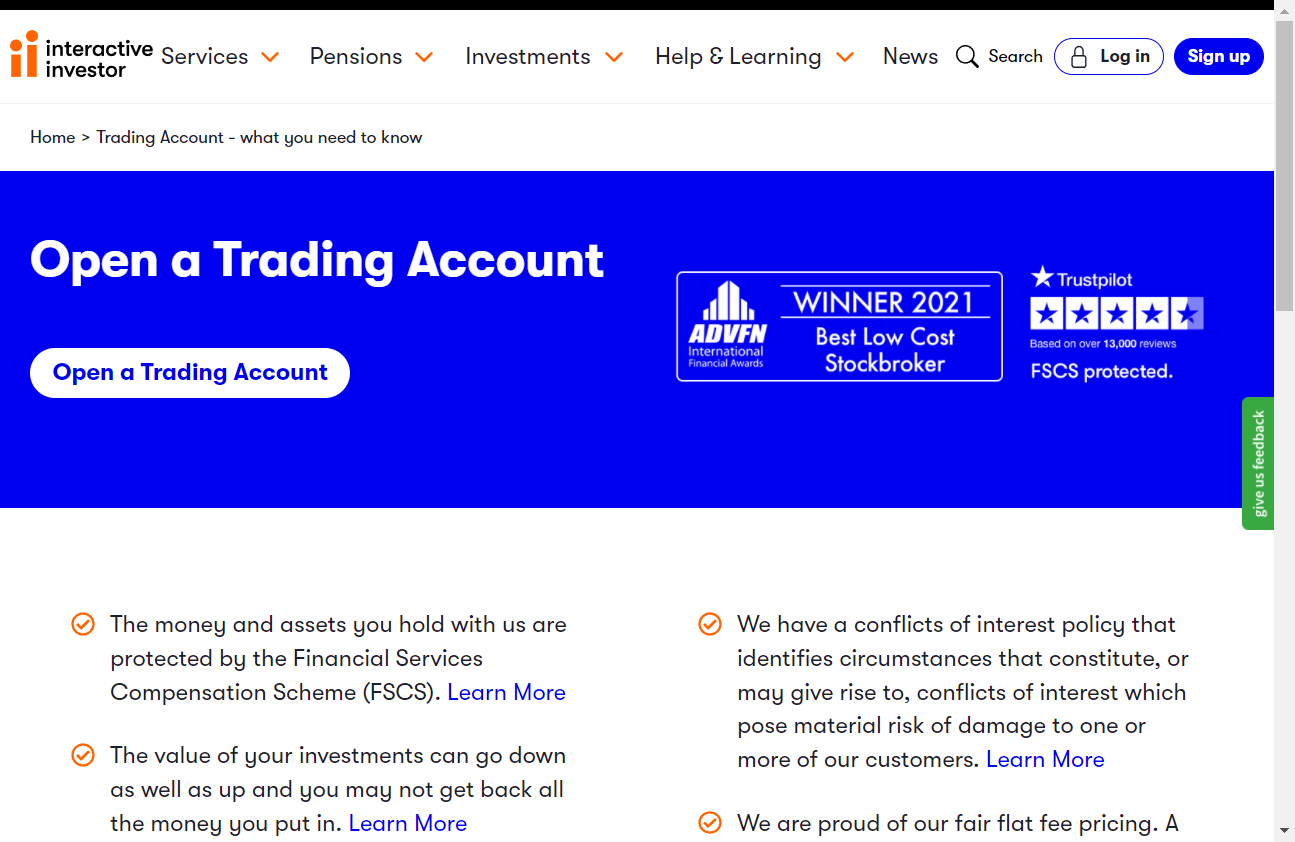 interactive
investor
Services
Pensions
Investments
Help & Learning
News
Search
Log in
Sign up
Home > Trading Account - what you need to know
Open a Trading Account
Open a Trading Account
ADVFN
International
Financial Awards
WINNER 2021
Best Low Cost
Stockbroker
Trustpilot
Based on over 13,000 reviews
FSCS protected.
give us feedback
The money and assets you hold with us are
protected by the Financial Services
Compensation Scheme (FSCS). Learn More
The value of your investments can go down
as well as up and you may not get back all
the money you put in. Learn More
We have a conflicts of interest policy that
identifies circumstances that constitute, or
may give rise to, conflicts of interest which
pose material risk of damage to one or
more of our customers. Learn More
We are proud of our fair flat fee pricing. A